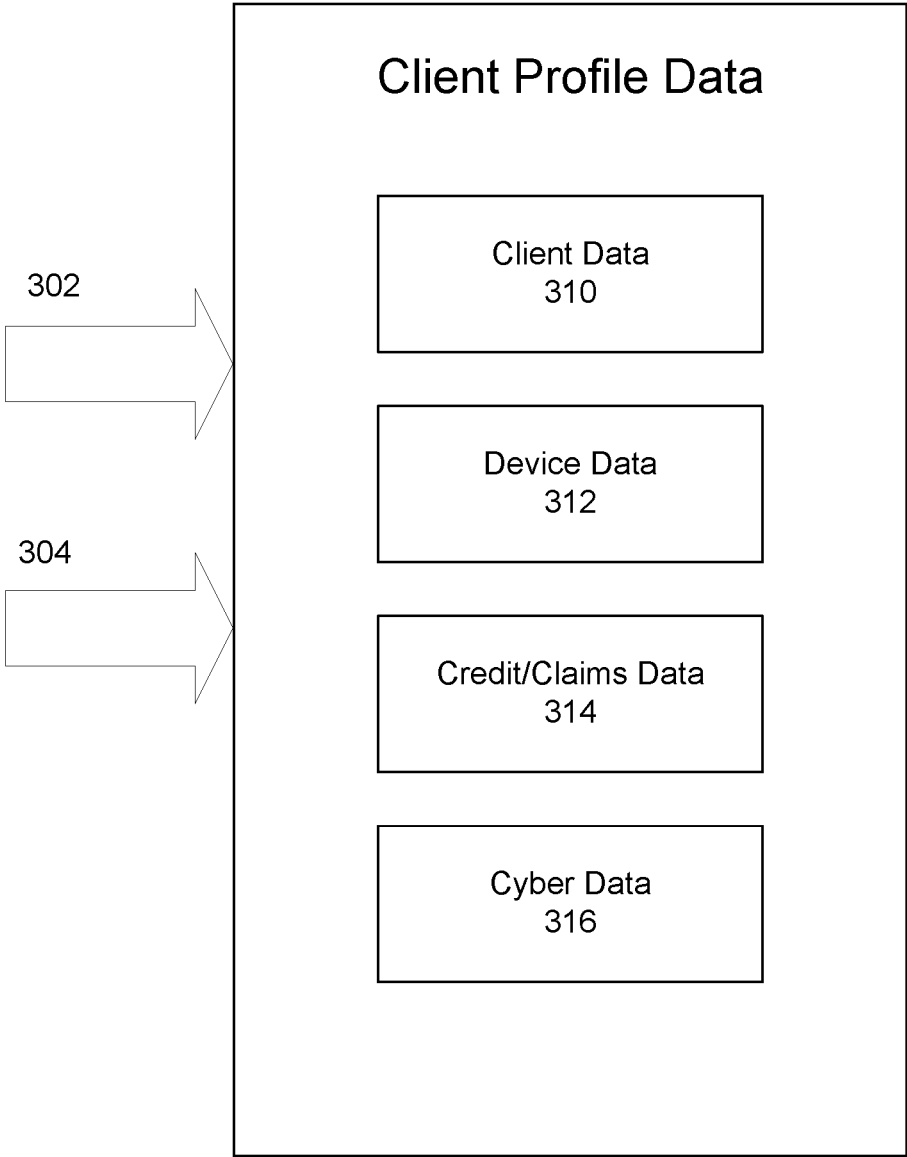 Client Profile Data
Client Data
310
302
Device Data
312
304
Credit/Claims Data
314
Cyber Data
316